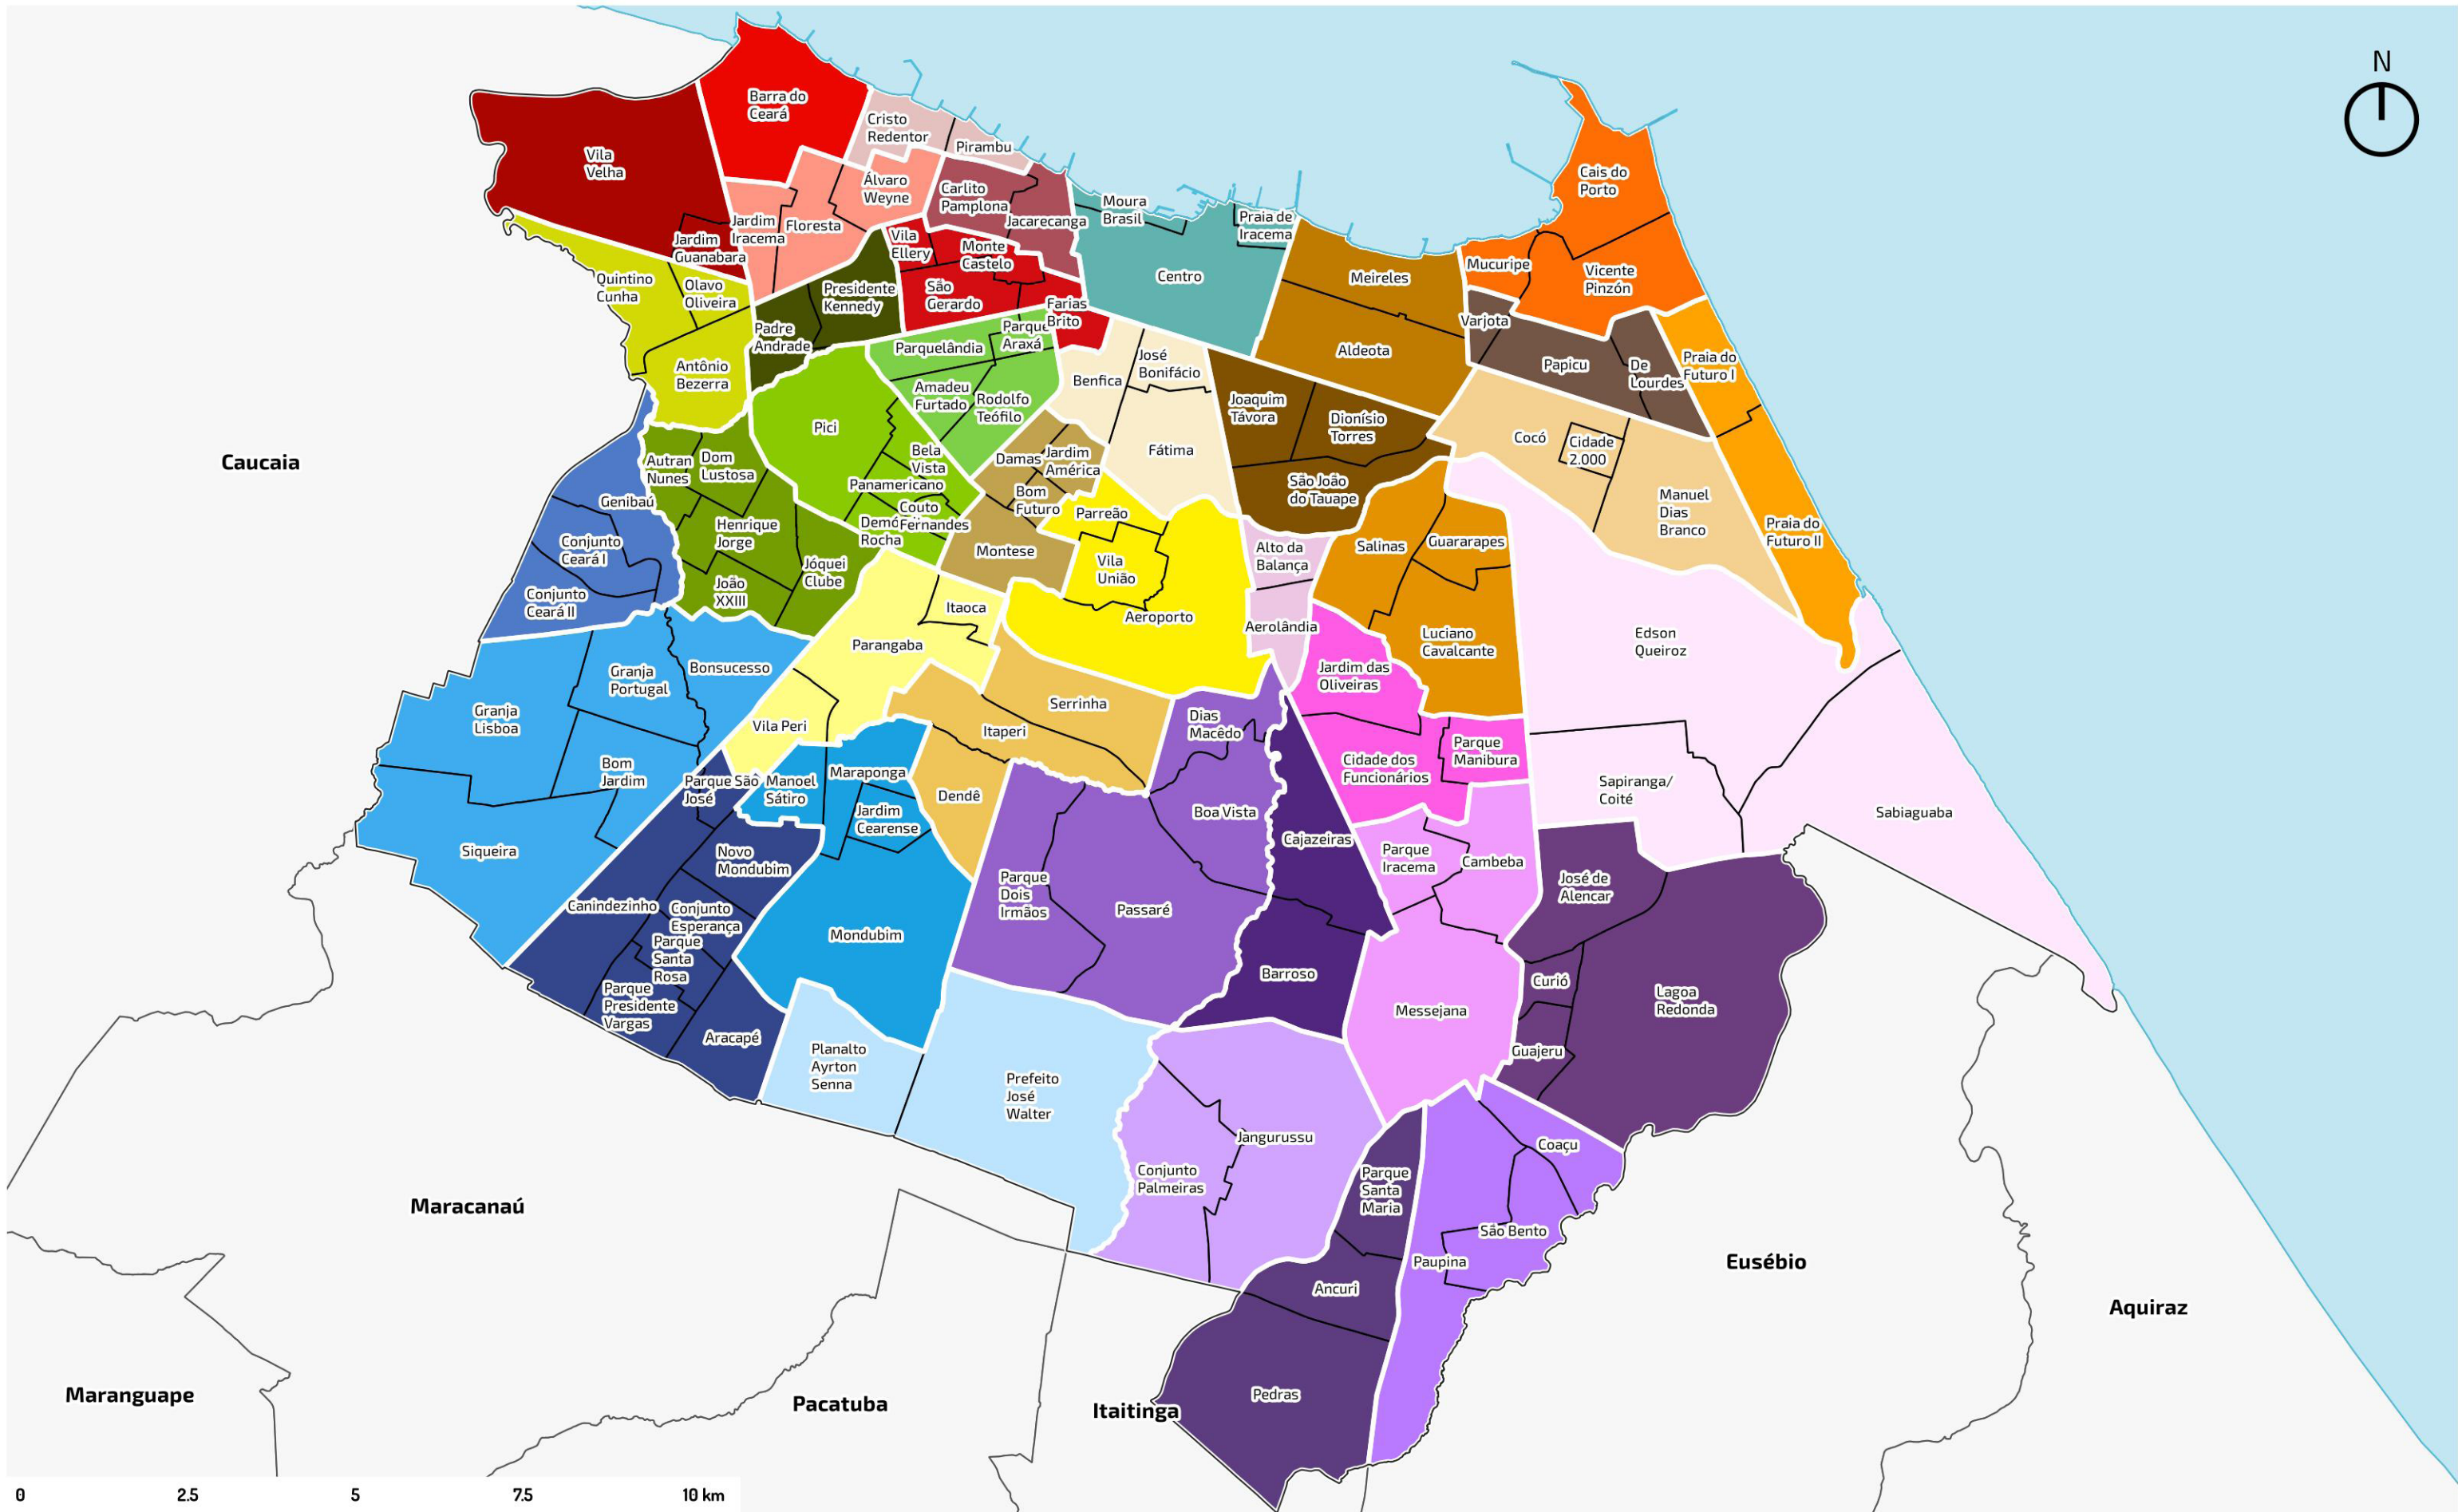 N
Barra do
Ceará
Cristo
Redentor
Pirambu
Vila
Velha
Álvaro
Weyne
Carlito
Pamplona
Jacarecanga
Moura
Brasil
Praia de
Iracema
Cais do
Porto
Jardim
Iracema
Floresta
Jardim
Guanabara
Vila
Ellery
Monte
Castelo
Centro
Meireles
Mucuripe
Vicente
Pinzón
Quintino
Cunha
Olavo
Oliveira
Presidente
Kennedy
São
Gerardo
Farias
Brito
Padre
Andrade
Parquelândia
Parque
Araxá
Varjota
Aldeota
Papicu
De
Lourdes
Praia do
Futuro I
Antônio
Bezerra
Amadeu
Furtado
Rodolfo
Teófilo
Benfica
José
Bonifácio
Joaquim
Távora
Dionísio
Torres
Pici
Bela
Vista
Damas
Jardim
América
Fátima
Cocó
Cidade
2.000
Caucaia
Autran
Nunes
Dom
Lustosa
Panamericano
Couto
Fernandes
Bom
Futuro
Parreão
São João
do Tauape
Manuel
Dias
Branco
Praia do
Futuro II
Genibaú
Henrique
Jorge
Demó
Rocha
Montese
Conjunto
Ceará I
Jóquei
Clube
Vila
União
Alto da
Balança
Salinas
Guararapes
Conjunto
Ceará II
João
XXIII
Itaoca
Aeroporto
Aerolândia
Parangaba
Luciano
Cavalcante
Edson
Queiroz
Granja
Portugal
Bonsucesso
Jardim das
Oliveiras
Granja
Lisboa
Vila Peri
Itaperi
Serrinha
Dias
Macêdo
Bom
Jardim
Parque São
José
Manoel
Sátiro
Maraponga
Dendê
Cidade dos
Funcionários
Parque
Manibura
Sapiranga/
Coité
Sabiaguaba
Siqueira
Jardim
Cearense
Boa Vista
Cajazeiras
Novo
Mondubim
Parque
Iracema
Cambeba
Canindezinho
Conjunto
Esperança
Parque
Dois
Irmãos
Passaré
José de
Alencar
Mondubim
Parque
Santa
Rosa
Barroso
Curió
Lagoa
Redonda
Parque
Presidente
Vargas
Aracapé
Messejana
Guajeru
Planalto
Ayrton
Senna
Prefeito
José
Walter
Jangurussu
Coaçu
Conjunto
Palmeiras
Parque
Santa
Maria
Maracanaú
São Bento
Paupina
Eusébio
Ancuri
Aquiraz
Maranguape
Pacatuba
Itaitinga
Pedras
0 2.5 5 7.5 10 km